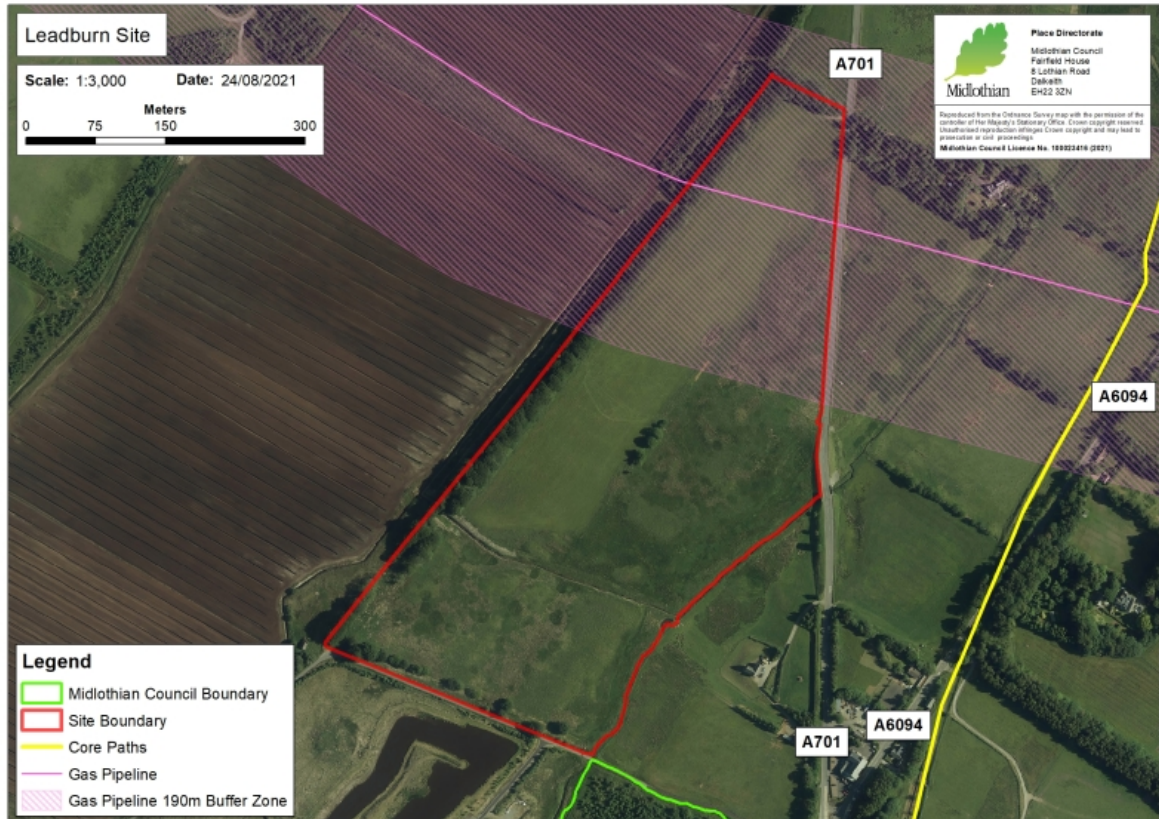 Leadburn Site
Scale: 1:3,000 Date: 24/08/2021
Meters
0 75 150 300
A701
Midlothian
Place Directorate
Midlothian Council
Fairfield House
8 Lothian Road
Dalkeith
EH22 3ZN
Reproduced from the Ordnance Survey map with the permission of the
controller of Her Majesty's Stationary Office. Crown copyright reserved.
Unauthorised reproduction infringes Crown copyright and may lead to
prosecution or civil proceedings
Midlothian Council Licence No. 100023416 (2021)
A6094
A6094
A701
Legend
Midlothian Council Boundary
Site Boundary
Core Paths
Gas Pipeline
Gas Pipeline 190m Buffer Zone